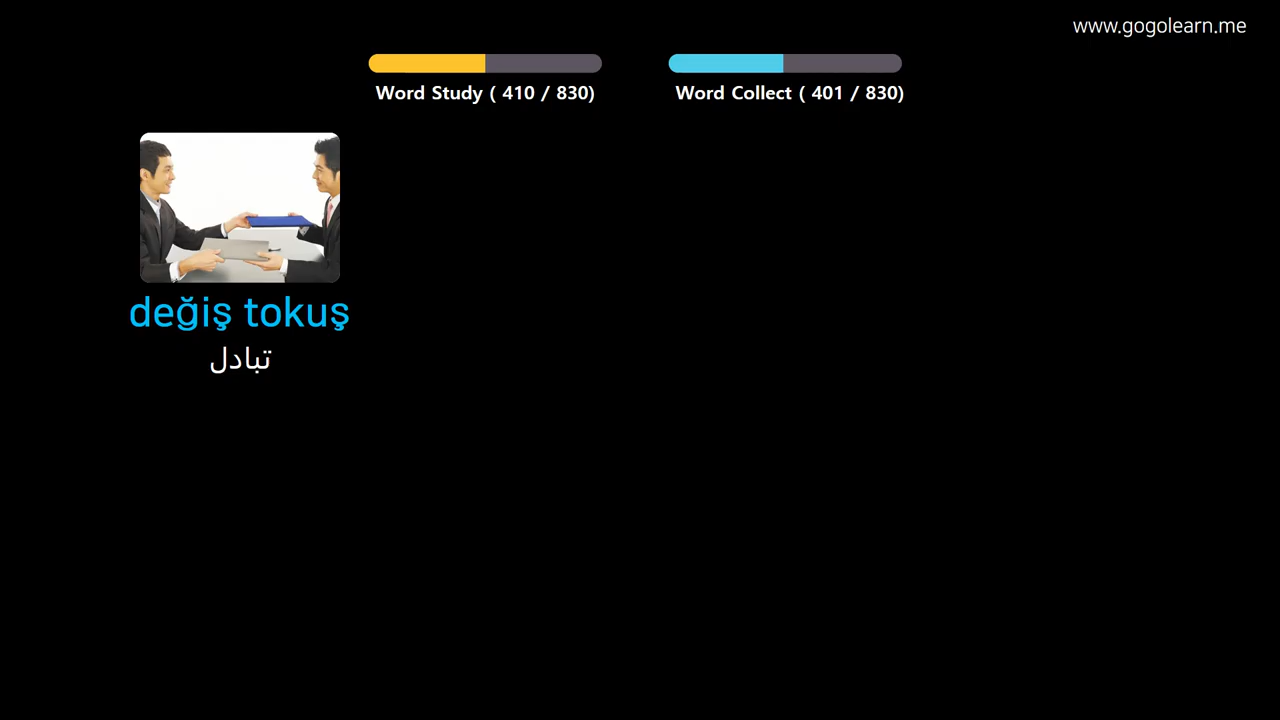 www.gogolearn.me
Word Study ( 410 / 830)
Word Collect ( 401 / 830)
değiş tokuş
تبادل